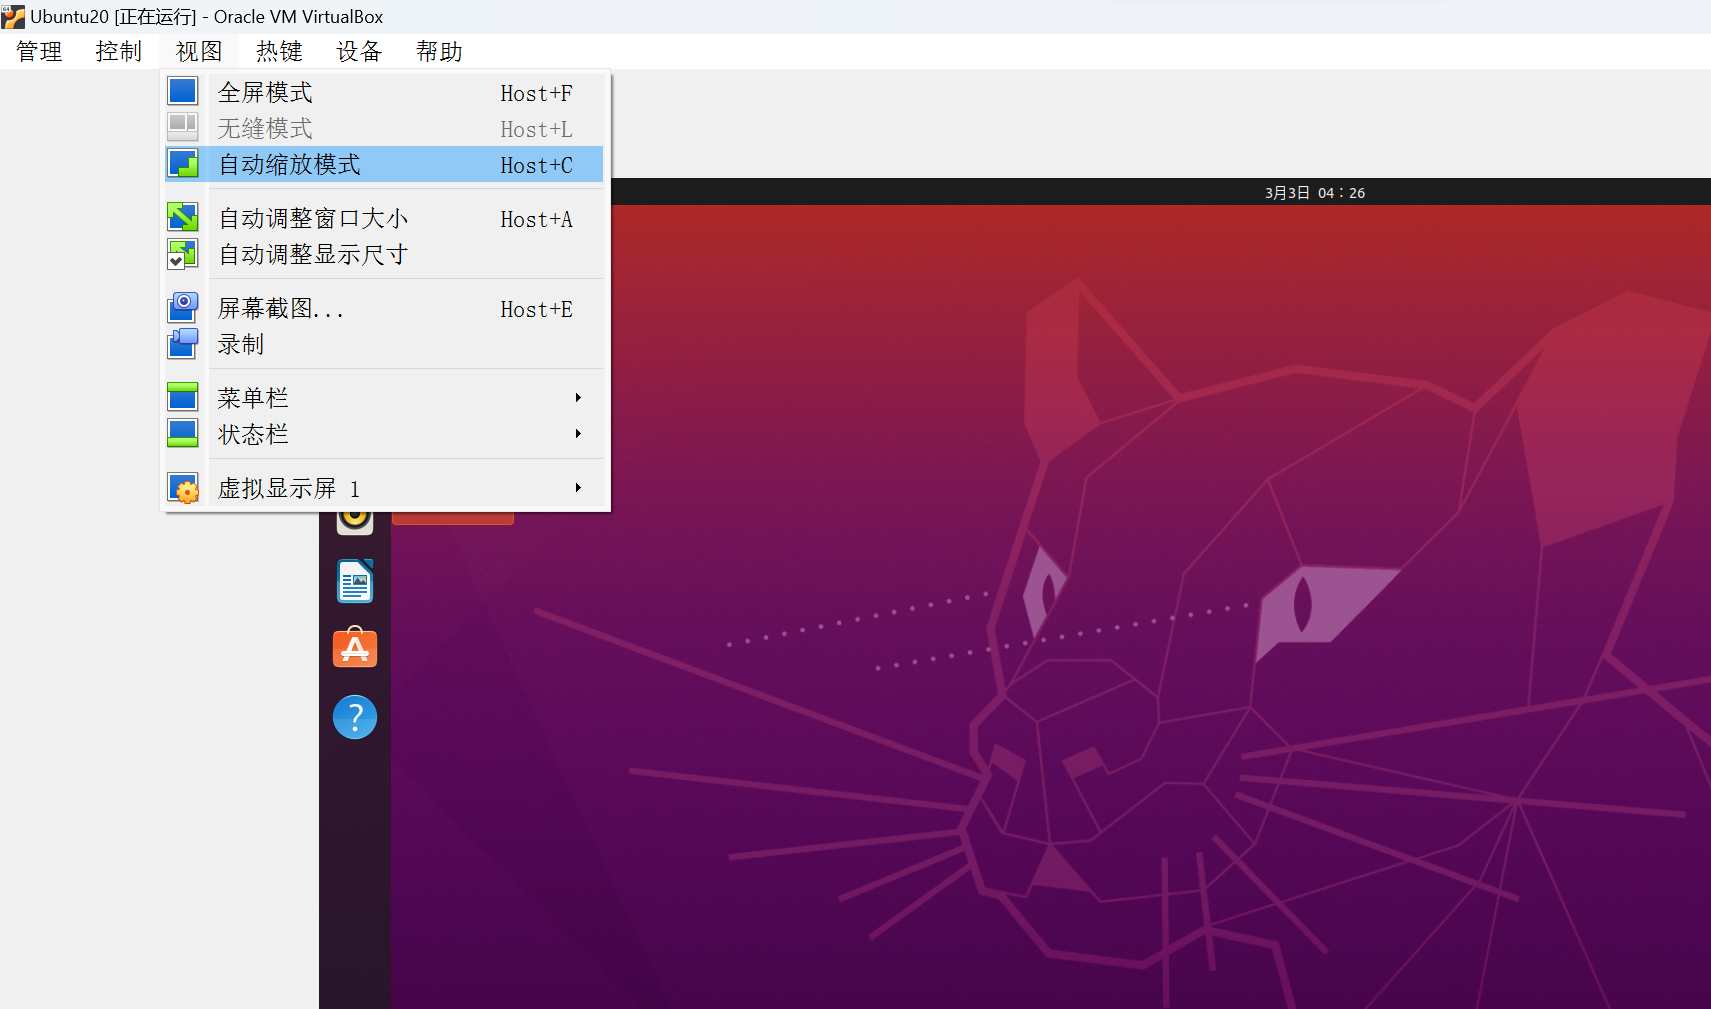 Ubuntu20 [正在运行] - Oracle VM VirtualBox
管理 控制 视图 热键 设备 帮助
全屏模式 Host+F
无缝模式 Host+L
自动缩放模式 Host+C
3月3日 04：26
自动调整窗口大小 Host+A
自动调整显示尺寸
屏幕截图... Host+E
录制
菜单栏
状态栏
虚拟显示屏 1
?